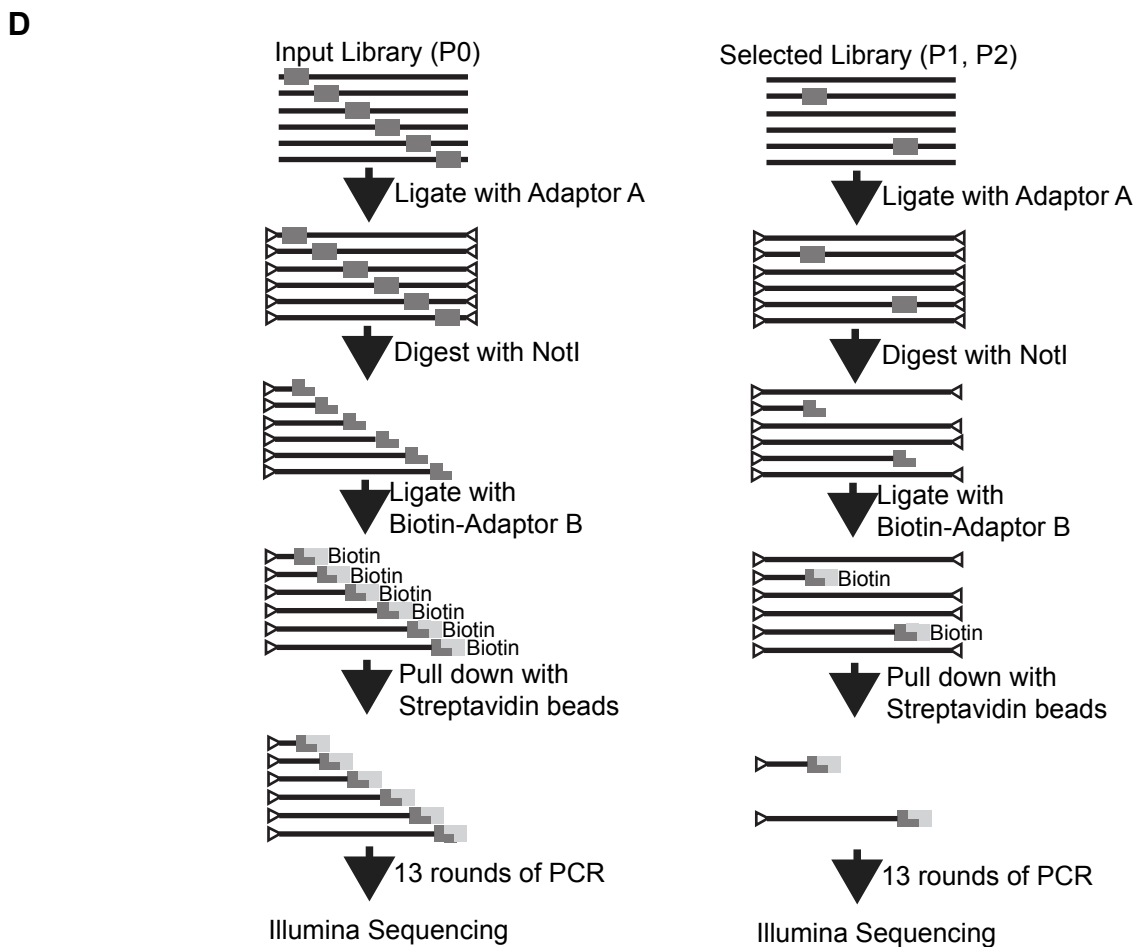 D
Input Library (P0)
Selected Library (P1, P2)
Ligate with Adaptor A
Ligate with Adaptor A
Digest with NotI
Digest with NotI
Ligate with
Biotin-Adaptor B
Ligate with
Biotin-Adaptor B
Biotin
Biotin
Biotin
Biotin
Biotin
Biotin
Biotin
Biotin
Pull down with
Streptavidin beads
Pull down with
Streptavidin beads
13 rounds of PCR
13 rounds of PCR
Illumina Sequencing
Illumina Sequencing